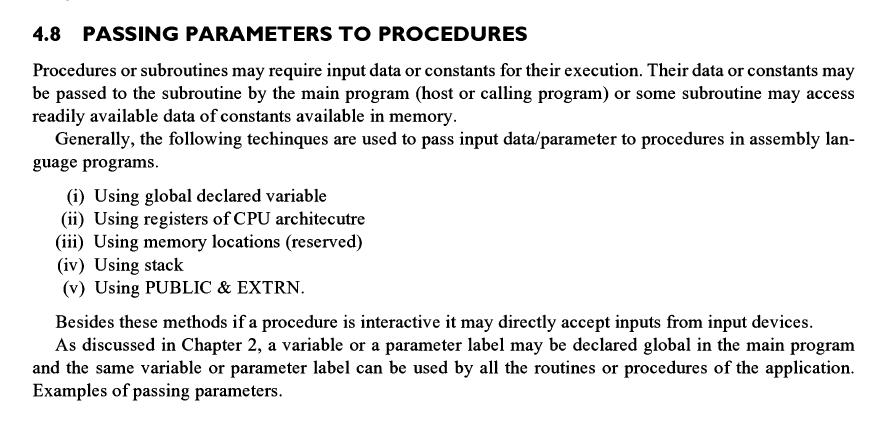 4.8 PASSING PARAMETERS TO PROCEDURES
Procedures or subroutines may require input data or constants for their execution. Their data or constants may
be passed to the subroutine by the main program (host or calling program) or some subroutine may access
readily available data of constants available in memory.
Generally, the following techinques are used to pass input data/parameter to procedures in assembly lan-
guage programs.
(i) Using global declared variable
(ii) Using registers of CPU architecutre
(iii) Using memory locations (reserved)
(iv) Using stack
(v) Using PUBLIC & EXTRN.
Besides these methods if a procedure is interactive it may directly accept inputs from input devices.
As discussed in Chapter 2, a variable or a parameter label may be declared global in the main program
and the same variable or parameter label can be used by all the routines or procedures of the application.
Examples of passing parameters.